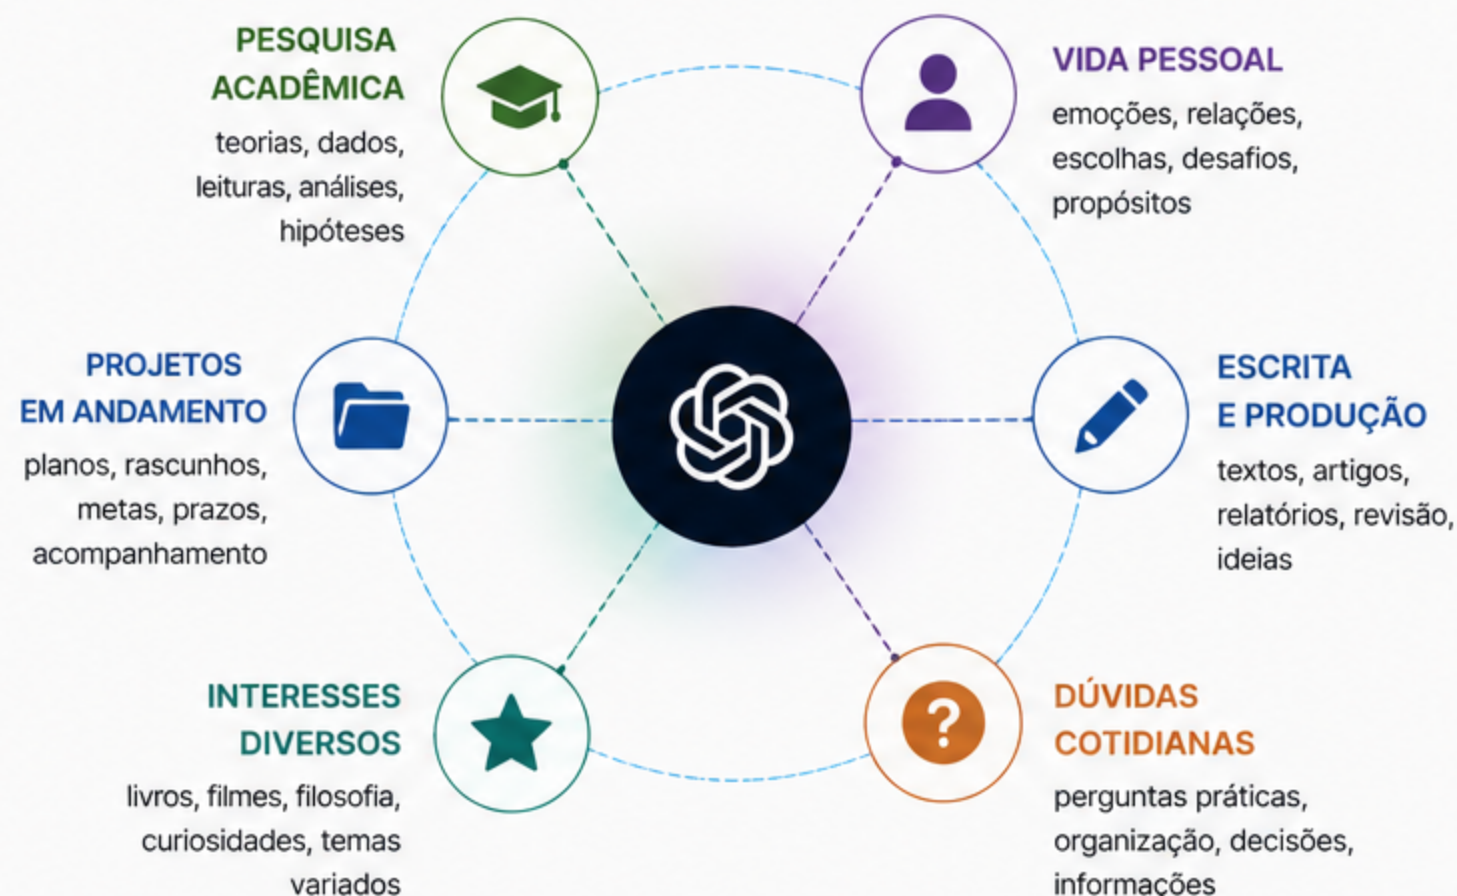 PESQUISA
ACADÊMICA
teorias, dados,
leituras, análises,
hipóteses
VIDA PESSOAL
emoções, relações,
escolhas, desafios,
propósitos
PROJETOS
EM ANDAMENTO
planos, rascunhos,
metas, prazos,
acompanhamento
ESCRITA
E PRODUÇÃO
textos, artigos,
relatórios, revisão,
ideias
INTERESSES
DIVERSOS
livros, filmes, filosofia,
curiosidades, temas
variados
?
DÚVIDAS
COTIDIANAS
perguntas práticas,
organização, decisões,
informações